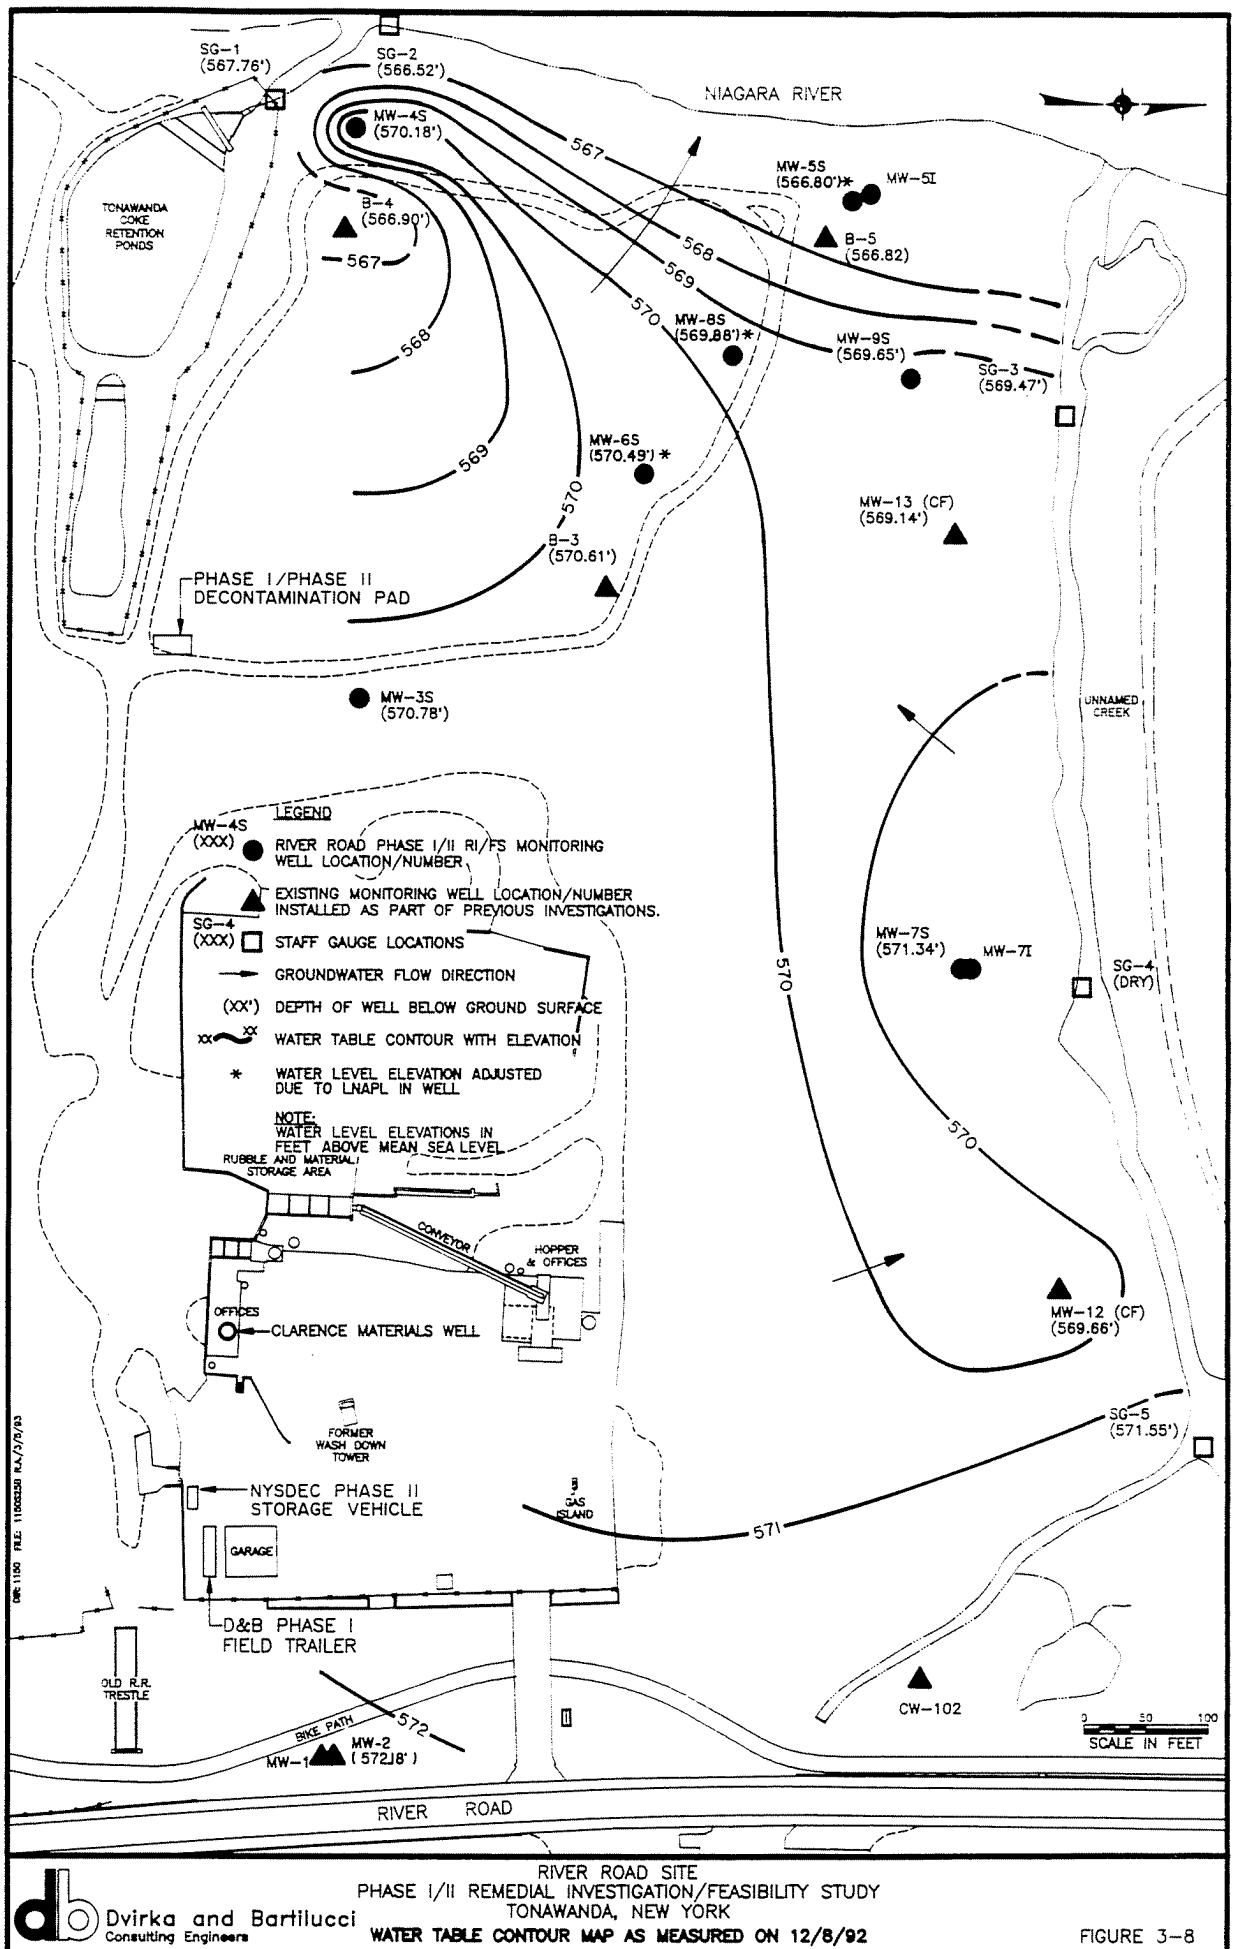 SG-1
(567.76')
SG-2
(566.52')
NIAGARA RIVER
MW-4S
(570.18')
567
MW-5S
(566.80')*
MW-5I
TONAWANDA
COKE
RETENTION
PONDS
B-4
(566.90')
B-5
(566.82)
567
568
569
570
MW-8S
(569.88')*
568
MW-9S
(569.65')
SG-3
(569.47')
569
MW-6S
(570.49') *
570
MW-13 (CF)
(569.14')
B-3
(570.61')
PHASE I/PHASE II
DECONTAMINATION PAD
MW-3S
(570.78')
UNNAMED
CREEK
LEGEND
MW-4S
(XXX)
RIVER ROAD PHASE I/II RI/FS MONITORING
WELL LOCATION/NUMBER
EXISTING MONITORING WELL LOCATION/NUMBER
INSTALLED AS PART OF PREVIOUS INVESTIGATIONS.
SG-4
(XXX)
STAFF GAUGE LOCATIONS
GROUNDWATER FLOW DIRECTION
(XX') DEPTH OF WELL BELOW GROUND SURFACE
XX XX WATER TABLE CONTOUR WITH ELEVATION
* WATER LEVEL ELEVATION ADJUSTED
DUE TO LNAPL IN WELL
NOTE:
WATER LEVEL ELEVATIONS IN
FEET ABOVE MEAN SEA LEVEL
MW-7S
(571.34')
MW-7I
SG-4
(DRY)
570
570
RUBBLE AND MATERIAL
STORAGE AREA
CONVEYOR
HOPPER
& OFFICES
OFFICES
CLARENCE MATERIALS WELL
MW-12 (CF)
(569.66')
FORMER
WASH DOWN
TOWER
SG-5
(571.55')
NYSDEC PHASE II
STORAGE VEHICLE
GAS
ISLAND
571
GARAGE
D&B PHASE I
FIELD TRAILER
OLD R.R.
TRESTLE
BIKE PATH
572
MW-1
MW-2
(572.18')
CW-102
0 50 100
SCALE IN FEET
RIVER ROAD
db
Dvirka and Bartilucci
Consulting Engineers
RIVER ROAD SITE
PHASE I/II REMEDIAL INVESTIGATION/FEASIBILITY STUDY
TONAWANDA, NEW YORK
WATER TABLE CONTOUR MAP AS MEASURED ON 12/8/92
FIGURE 3-8